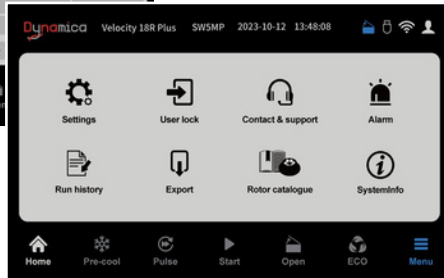 Dynamica Velocity 18R Plus SW5MP 2023-10-12 13:48:08
Settings User lock Contact & support Alarm
Run history Export Rotor catalogue SystemInfo
Home Pre-cool Pulse Start Open ECO Menu